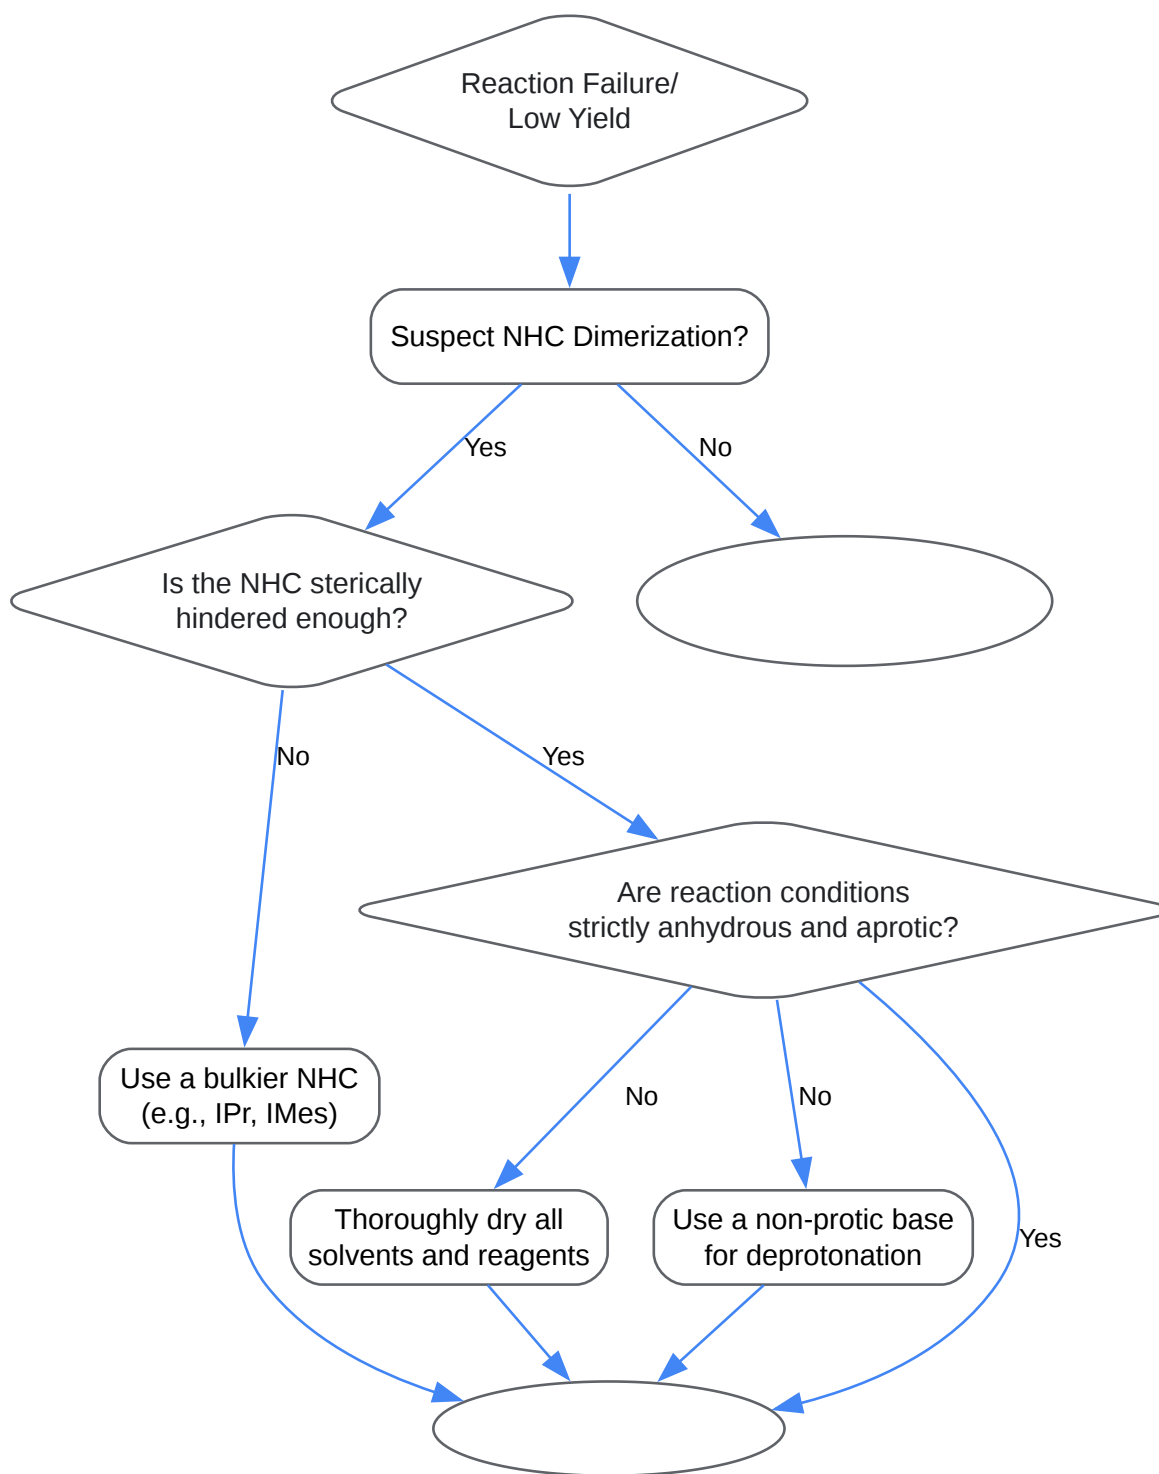 Reaction Failure/
Low Yield
Suspect NHC Dimerization?
Yes
No
Is the NHC sterically
hindered enough?
No
Yes
Are reaction conditions
strictly anhydrous and aprotic?
Use a bulkier NHC
(e.g., IPr, IMes)
No
No
Thoroughly dry all
solvents and reagents
Use a non-protic base
for deprotonation
Yes